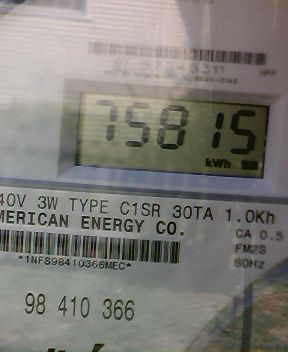 75815
kWh
40V 3W TYPE C1SR 30TA 1.0Kh
MERICAN ENERGY CO.
CA 0.5
FM2S
60Hz
*1NFS98410366MEC*
98 410 366